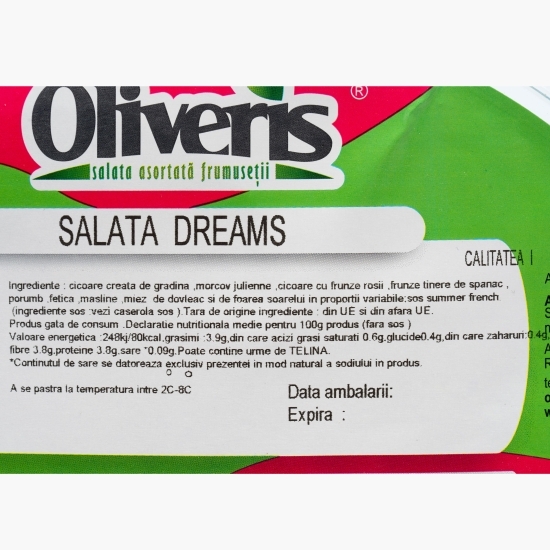 Oliveris ®
salata asortată frumuseții
SALATA DREAMS
CALITATEA I
Ingrediente : cicoare creata de gradina ,morcov julienne ,cicoare cu frunze rosii ,frunze tinere de spanac ,
porumb ,fetica ,masline ,miez de dovleac si de foarea soarelui in proportii variabile:sos summer french
(ingrediente sos :vezi caserola sos ).Tara de origine ingrediente : din UE si din afara UE.
Produs gata de consum .Declaratie nutritionala medie pentru 100g produs (fara sos )
Valoare energetica :248kj/80kcal,grasimi :3.9g,din care acizi grasi saturati 0.6g,glucide0.4g,din care zaharuri:0.4g,
fibre 3.8g,proteine 3.8g,sare *0.09g.Poate contine urme de TELINA.
*Continutul de sare se datoreaza exclusiv prezentei in mod natural a sodiului in produs.
A se pastra la temperatura intre 2C-8C
Data ambalarii:
Expira :